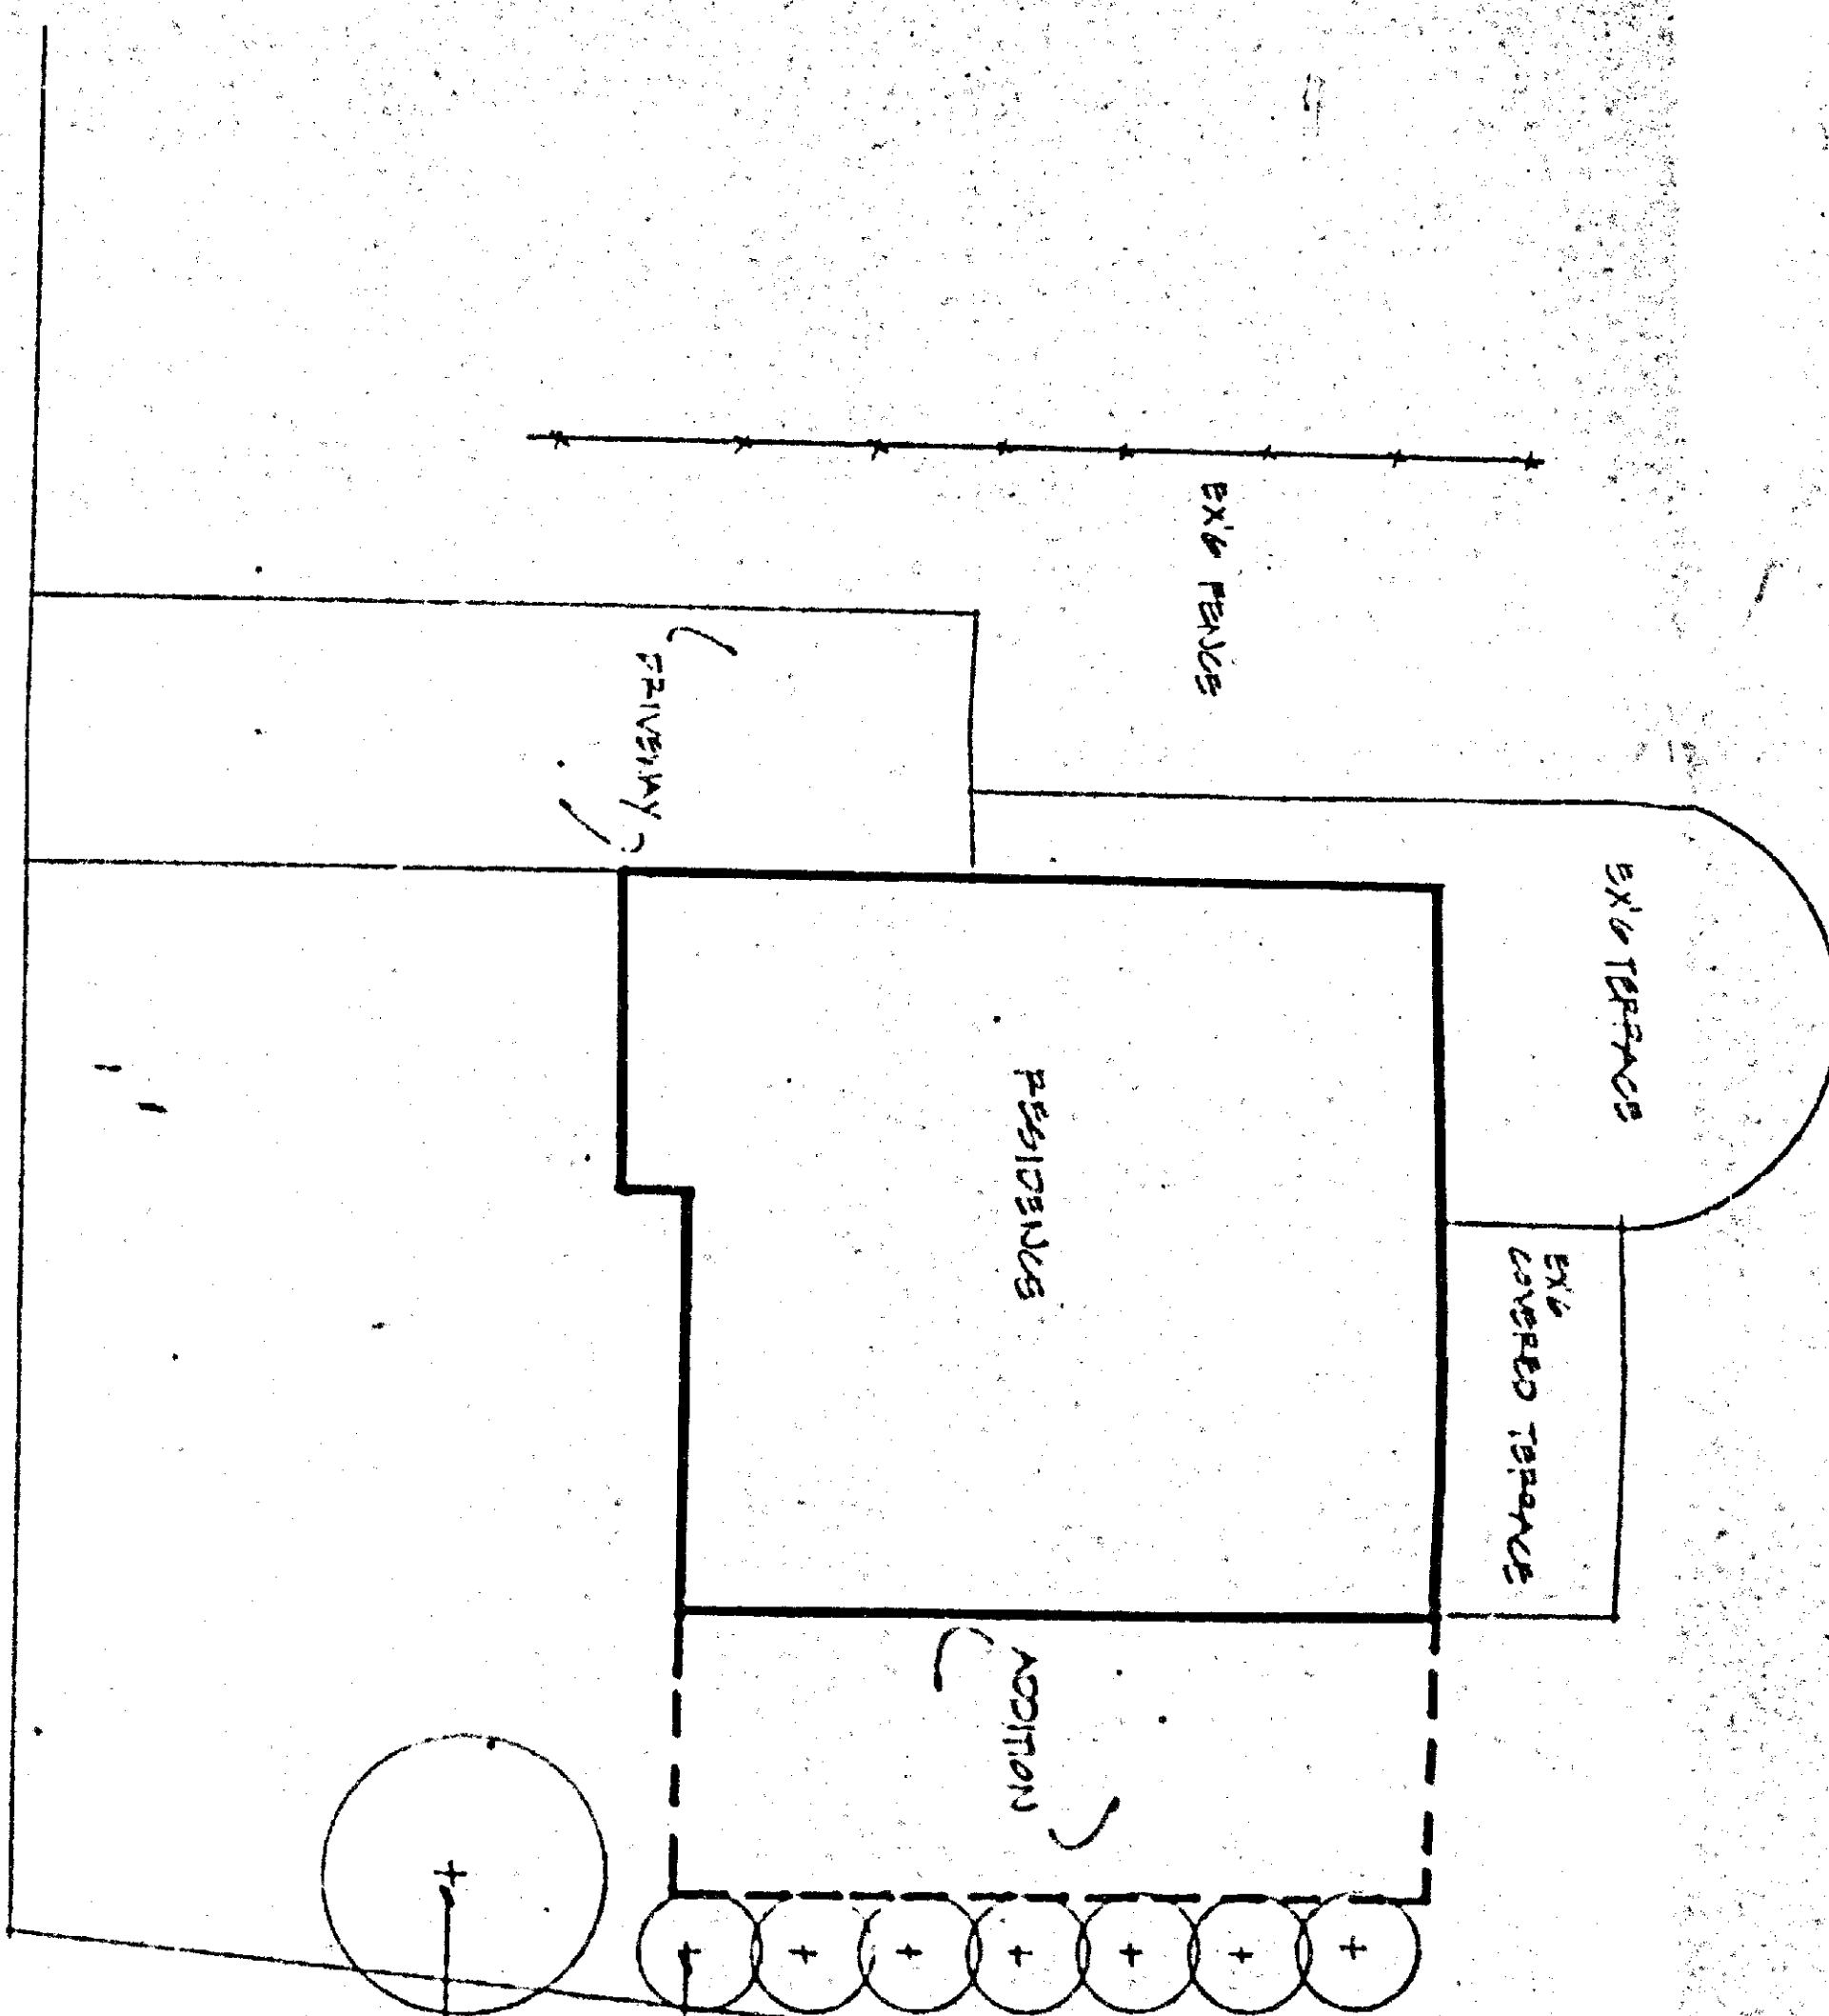 EX'G FENCE
DRIVEWAY
EX'G TERRACE
RESIDENCE
EX'G
COVERED TERRACE
ADDITION